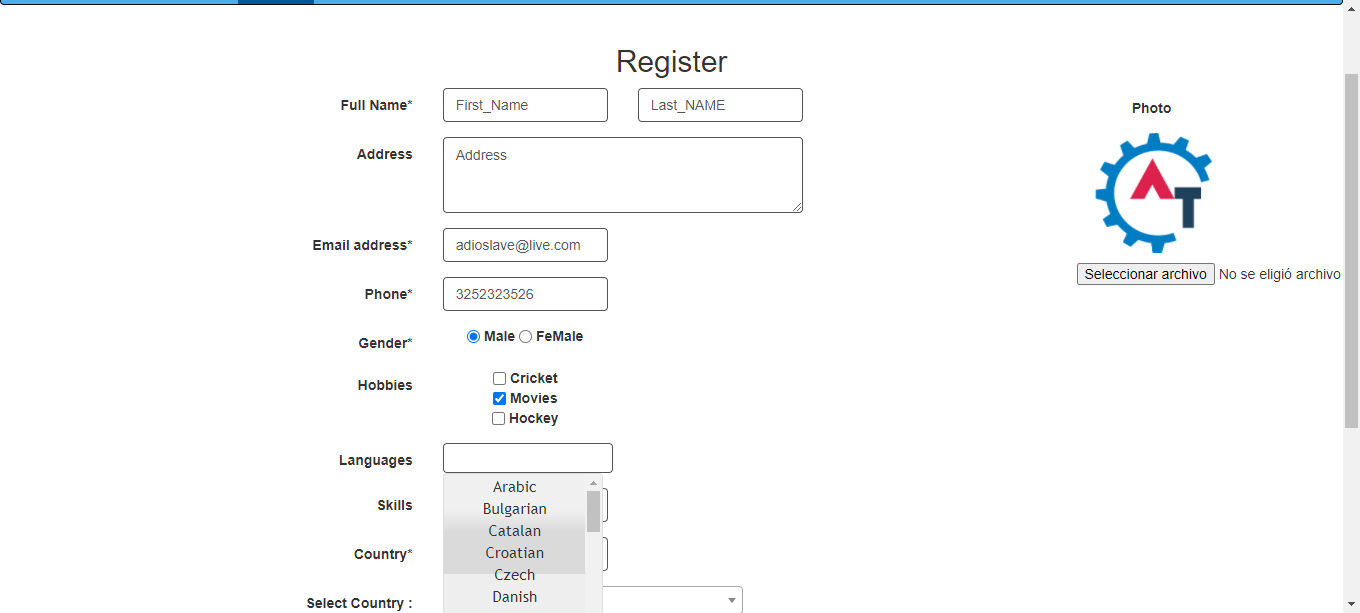 Register
Full Name* First_Name Last_NAME
Photo
Address Address
AT
Email address* adioslave@live.com
Seleccionar archivo No se eligió archivo
Phone* 3252323526
Gender* Male FeMale
Hobbies Cricket
Movies
Hockey
Languages
Arabic
Skills
Bulgarian
Catalan
Country* Croatian
Czech
Danish
Select Country :